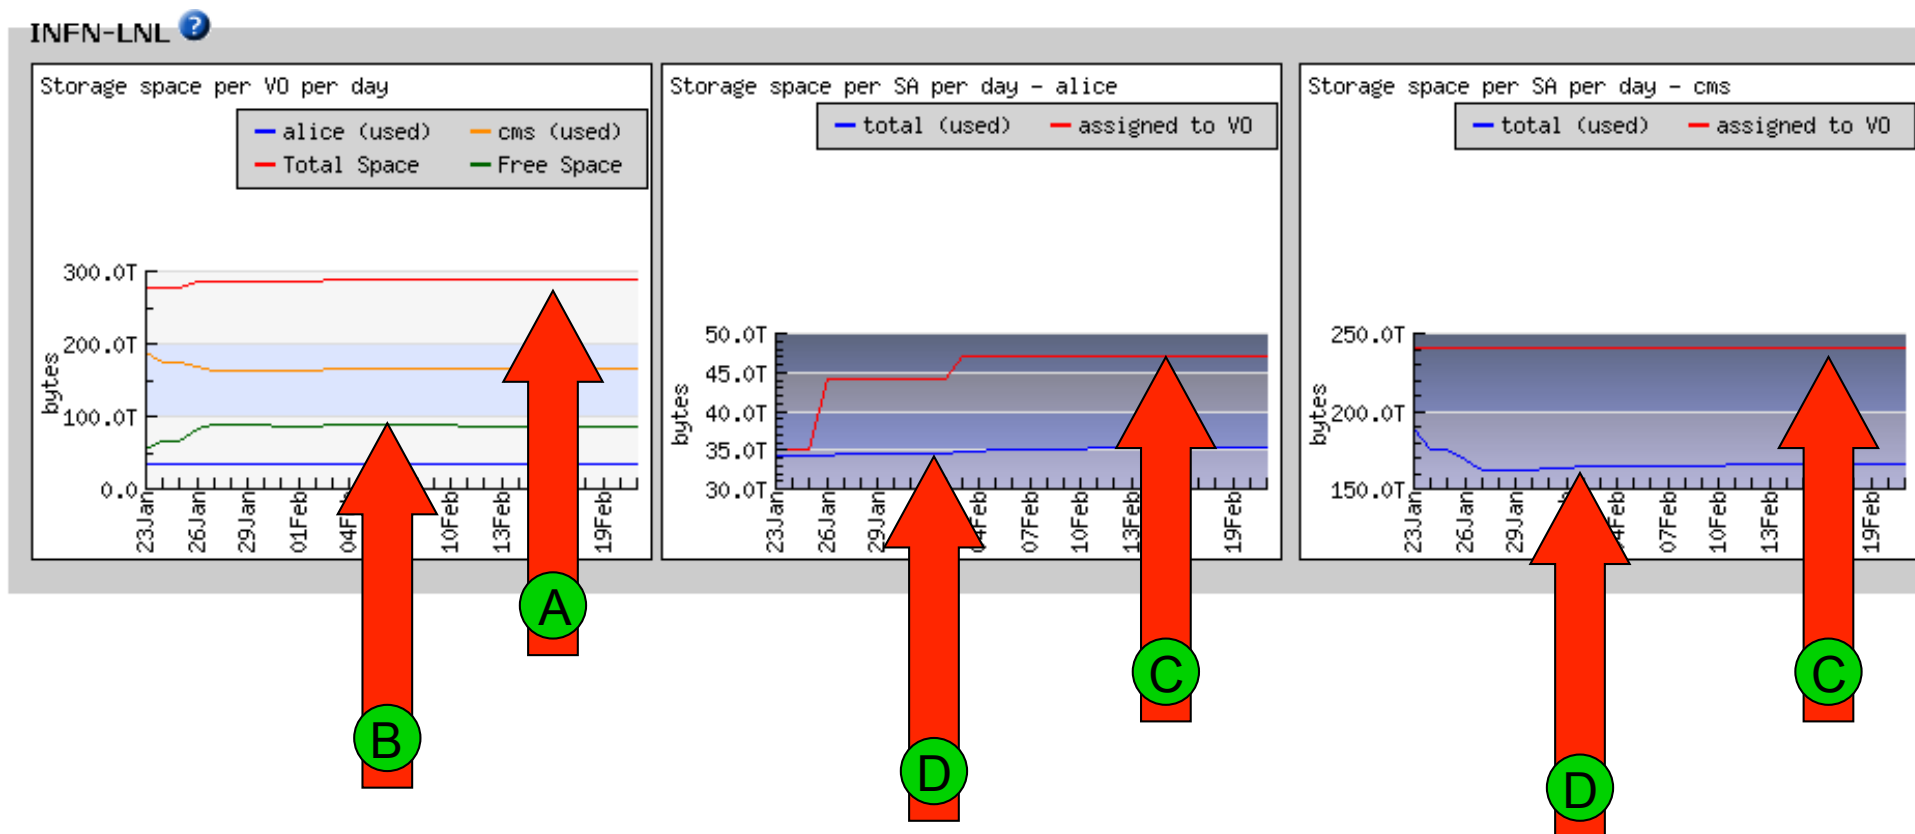 INFN-LNL ?
Storage space per VO per day
alice (used) cms (used)
Total Space Free Space
300.0T
200.0T
100.0T
0.0
bytes
23Jan 26Jan 29Jan 01Feb 10Feb 13Feb 19Feb
Storage space per SA per day - alice
total (used) assigned to VO
50.0T
45.0T
40.0T
35.0T
30.0T
bytes
23Jan 26Jan 07Feb 10Feb 19Feb
Storage space per SA per day - cms
total (used) assigned to VO
250.0T
200.0T
150.0T
bytes
23Jan 26Jan 29Jan 07Feb 10Feb 13Feb 19Feb
A
B
D
C
D
C